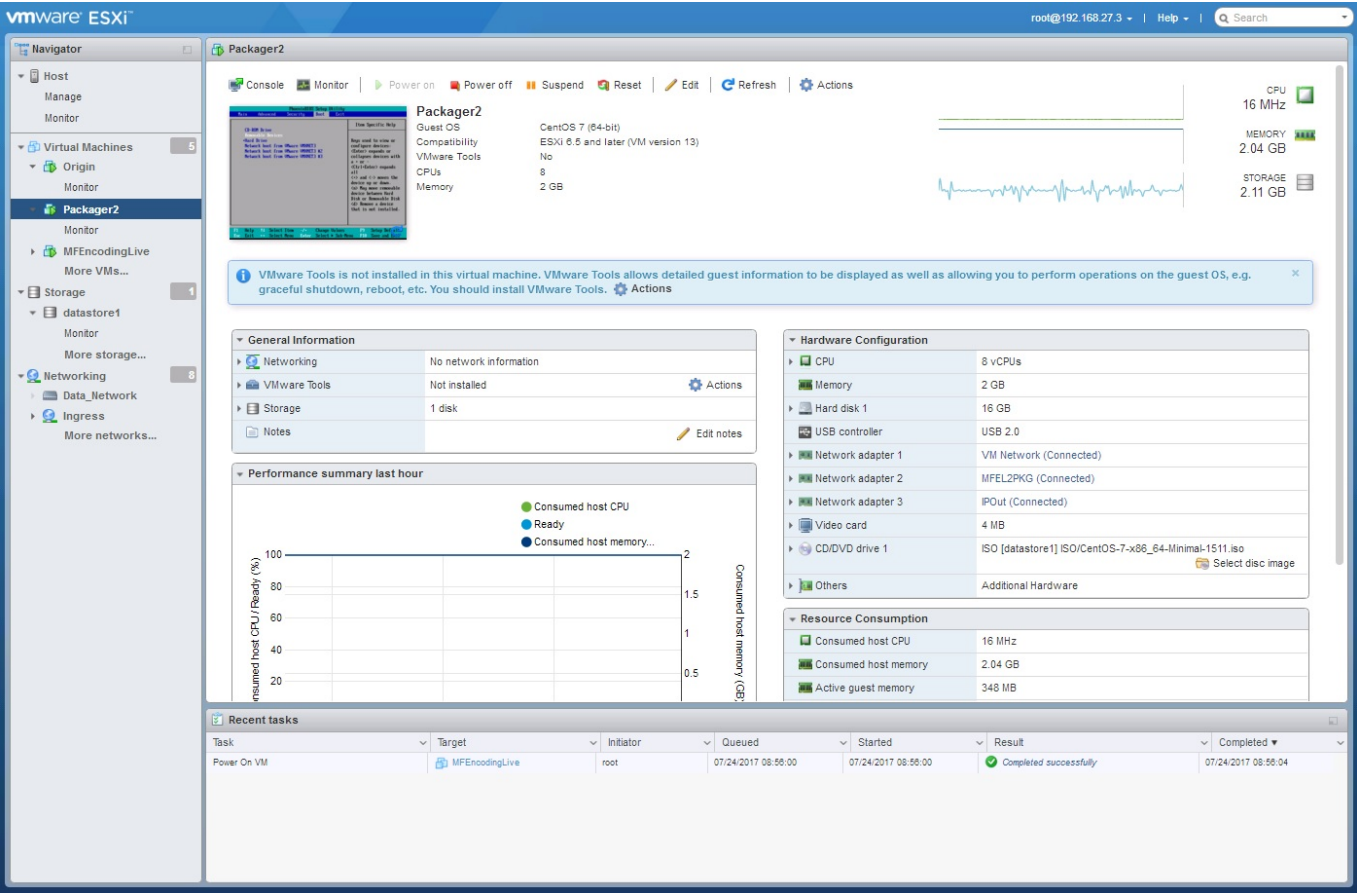 vmware ESXi™
root@192.168.27.3
Help
Search
Navigator
Host
Manage
Monitor
Virtual Machines 5
Origin
Monitor
Packager2
Monitor
MFEncodingLive
More VMs...
Storage 1
datastore1
Monitor
More storage...
Networking 8
Data_Network
Ingress
More networks...
Packager2
Console Monitor Power on Power off Suspend Reset Edit Refresh Actions
Packager2
Guest OS CentOS 7 (64-bit)
Compatibility ESXi 6.5 and later (VM version 13)
VMware Tools No
CPUs 8
Memory 2 GB
CPU
16 MHz
MEMORY
2.04 GB
STORAGE
2.11 GB
Item Specific Help
VMware Tools is not installed in this virtual machine. VMware Tools allows detailed guest information to be displayed as well as allowing you to perform operations on the guest OS, e.g.
graceful shutdown, reboot, etc. You should install VMware Tools. Actions
General Information
Networking No network information
VMware Tools Not installed Actions
Storage 1 disk
Notes Edit notes
Performance summary last hour
Consumed host CPU
Ready
Consumed host memory...
100
80
60
40
20
2
1.5
1
0.5
Consumed host memory (GB)
Hardware Configuration
CPU 8 vCPUs
Memory 2 GB
Hard disk 1 16 GB
USB controller USB 2.0
Network adapter 1 VM Network (Connected)
Network adapter 2 MFEL2PKG (Connected)
Network adapter 3 IPOut (Connected)
Video card 4 MB
CD/DVD drive 1 ISO [datastore1] ISO/CentOS-7-x86_64-Minimal-1511.iso
Select disc image
Others Additional Hardware
Resource Consumption
Consumed host CPU 16 MHz
Consumed host memory 2.04 GB
Active guest memory 348 MB
Recent tasks
Task Target Initiator Queued Started Result Completed
Power On VM MFEncodingLive root 07/24/2017 08:56:00 07/24/2017 08:56:00 Completed successfully 07/24/2017 08:56:04